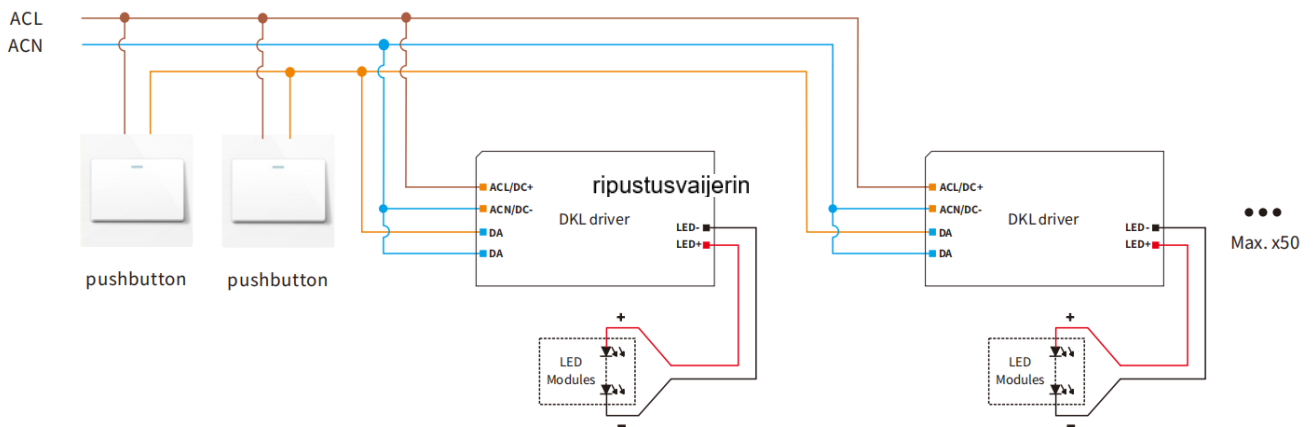 ACL
ACN
pushbutton
pushbutton
ACL/DC+
ripustusvaijerin
ACN/DC-
DKL driver
DA
LED-
LED+
DA
+
LED
Modules
-
ACL/DC+
ACN/DC-
DKL driver
DA
LED-
LED+
DA
+
LED
Modules
-
Max. x50